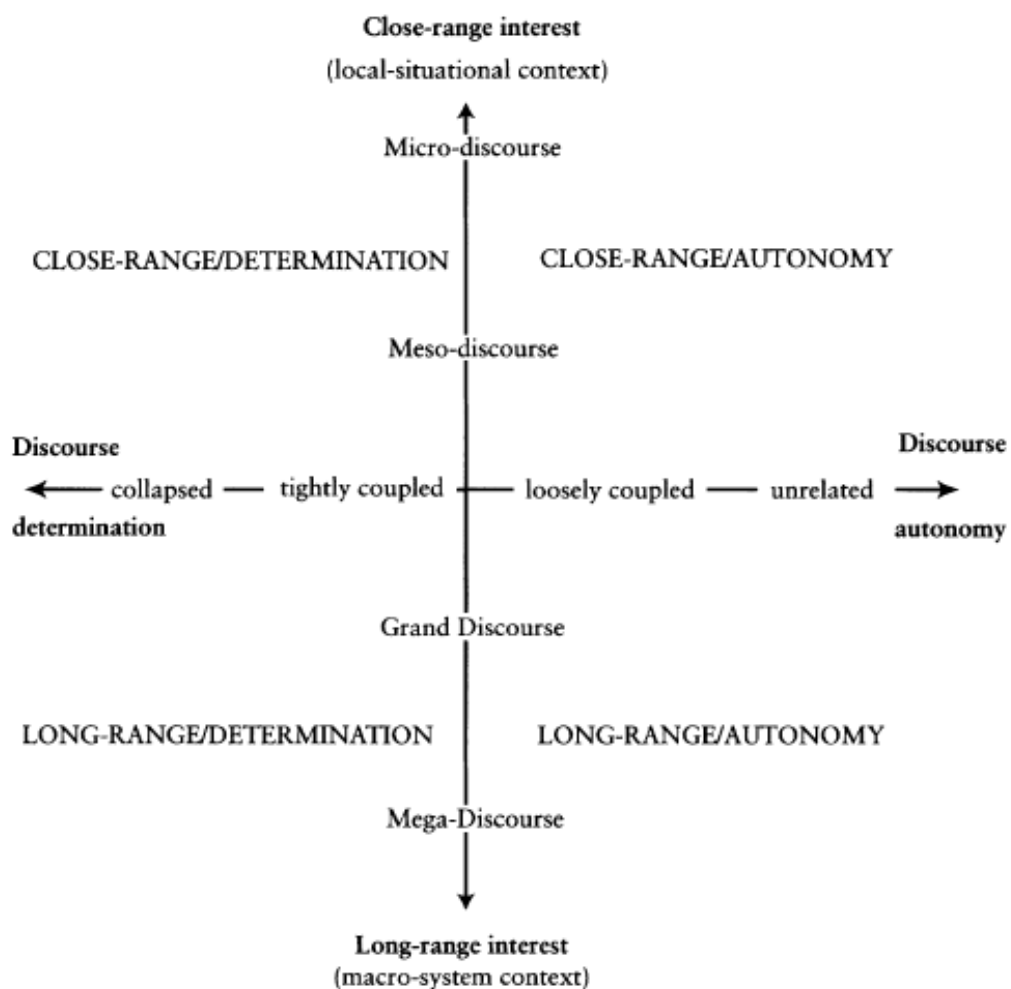 Close-range interest
(local-situational context)
Micro-discourse
CLOSE-RANGE/DETERMINATION CLOSE-RANGE/AUTONOMY
Meso-discourse
Discourse Discourse
collapsed tightly coupled loosely coupled unrelated
determination autonomy
Grand Discourse
LONG-RANGE/DETERMINATION LONG-RANGE/AUTONOMY
Mega-Discourse
Long-range interest
(macro-system context)